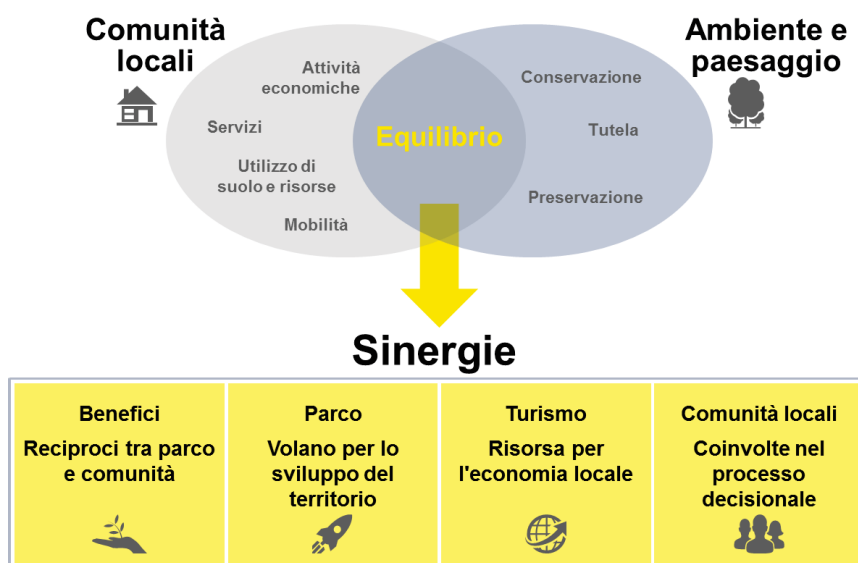 Comunità
locali
Ambiente e
paesaggio
Attività
economiche
Servizi
Utilizzo di
suolo e risorse
Mobilità
Equilibrio
Conservazione
Tutela
Preservazione
Sinergie
Benefici
Reciproci tra parco
e comunità
Parco
Volano per lo
sviluppo del
territorio
Turismo
Risorsa per
l'economia locale
Comunità locali
Coinvolte nel
processo
decisionale